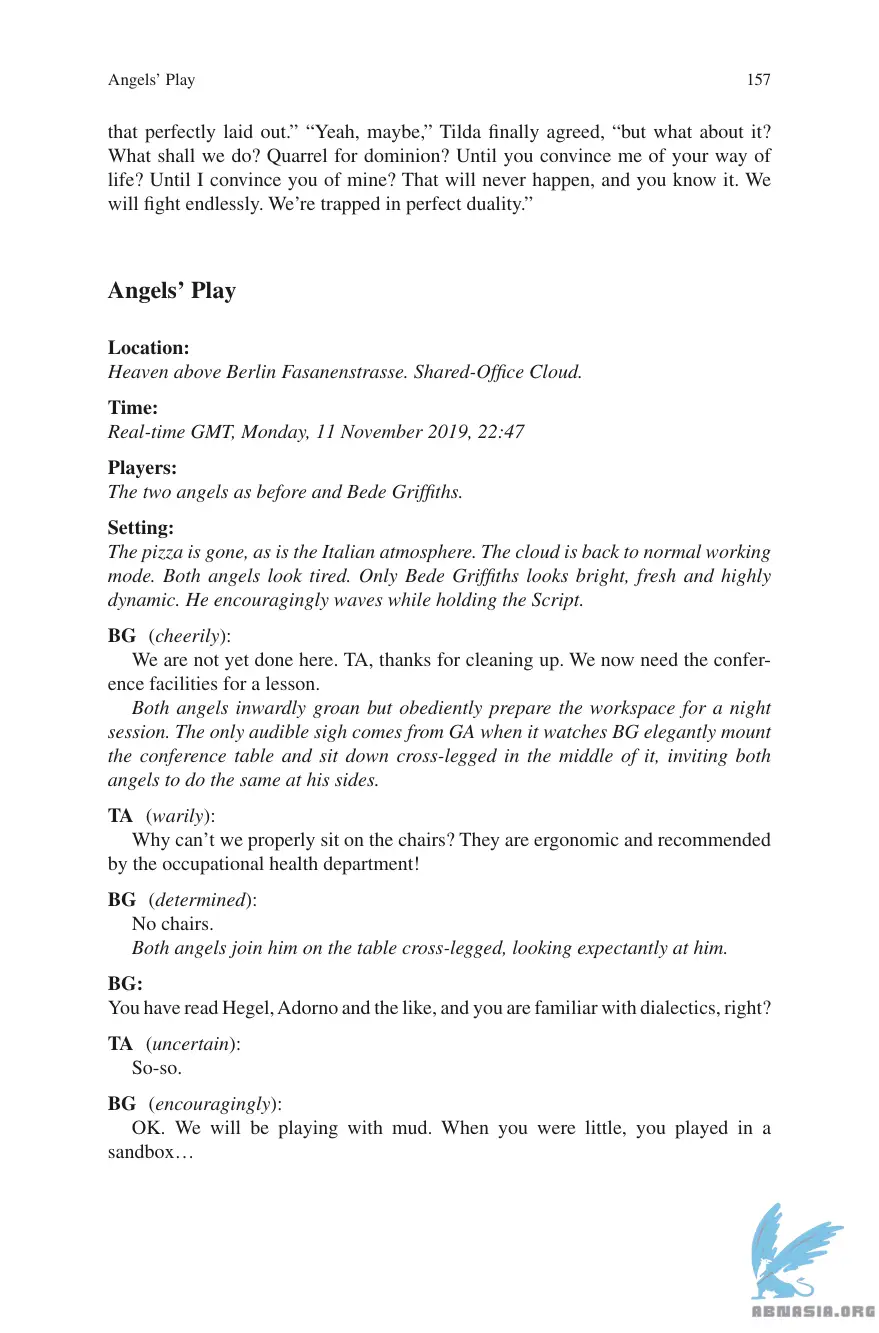 Angels’ Play 157
that perfectly laid out.” “Yeah, maybe,” Tilda finally agreed, “but what about it?
What shall we do? Quarrel for dominion? Until you convince me of your way of
life? Until I convince you of mine? That will never happen, and you know it. We
will fight endlessly. We’re trapped in perfect duality.”
Angels’ Play
Location:
Heaven above Berlin Fasanenstrasse. Shared-Office Cloud.
Time:
Real-time GMT, Monday, 11 November 2019, 22:47
Players:
The two angels as before and Bede Griffiths.
Setting:
The pizza is gone, as is the Italian atmosphere. The cloud is back to normal working
mode. Both angels look tired. Only Bede Griffiths looks bright, fresh and highly
dynamic. He encouragingly waves while holding the Script.
BG (cheerily):
We are not yet done here. TA, thanks for cleaning up. We now need the confer-
ence facilities for a lesson.
Both angels inwardly groan but obediently prepare the workspace for a night
session. The only audible sigh comes from GA when it watches BG elegantly mount
the conference table and sit down cross-legged in the middle of it, inviting both
angels to do the same at his sides.
TA (warily):
Why can’t we properly sit on the chairs? They are ergonomic and recommended
by the occupational health department!
BG (determined):
No chairs.
Both angels join him on the table cross-legged, looking expectantly at him.
BG:
You have read Hegel, Adorno and the like, and you are familiar with dialectics, right?
TA (uncertain):
So-so.
BG (encouragingly):
OK. We will be playing with mud. When you were little, you played in a
sandbox…
ABNASIA.ORG